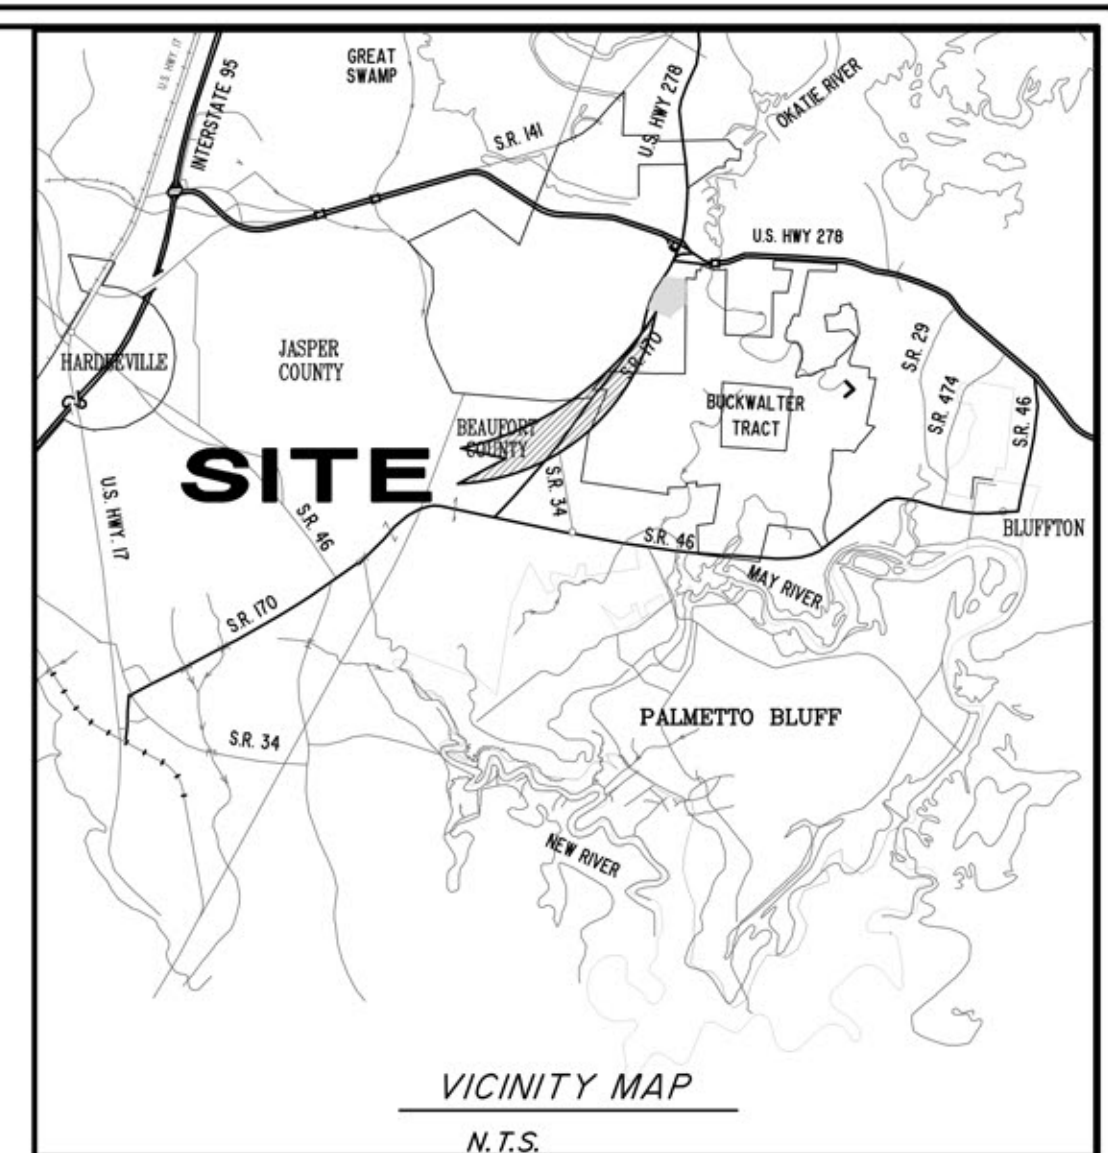 U.S. HWY 17
INTERSTATE 95
GREAT
SWAMP
S.R. 141
U.S. HWY 278
OKATIE RIVER
U.S. HWY 278
HARDEEVILLE
JASPER
COUNTY
S.R. 170
S.R. 29
S.R. 474
S.R. 46
BUCKWALTER
TRACT
BEAUFORT
COUNTY
SITE
U.S. HWY. 17
S.R. 46
S.R. 34
S.R. 46
BLUFFTON
MAY RIVER
S.R. 170
PALMETTO BLUFF
S.R. 34
NEW RIVER
VICINITY MAP
N.T.S.